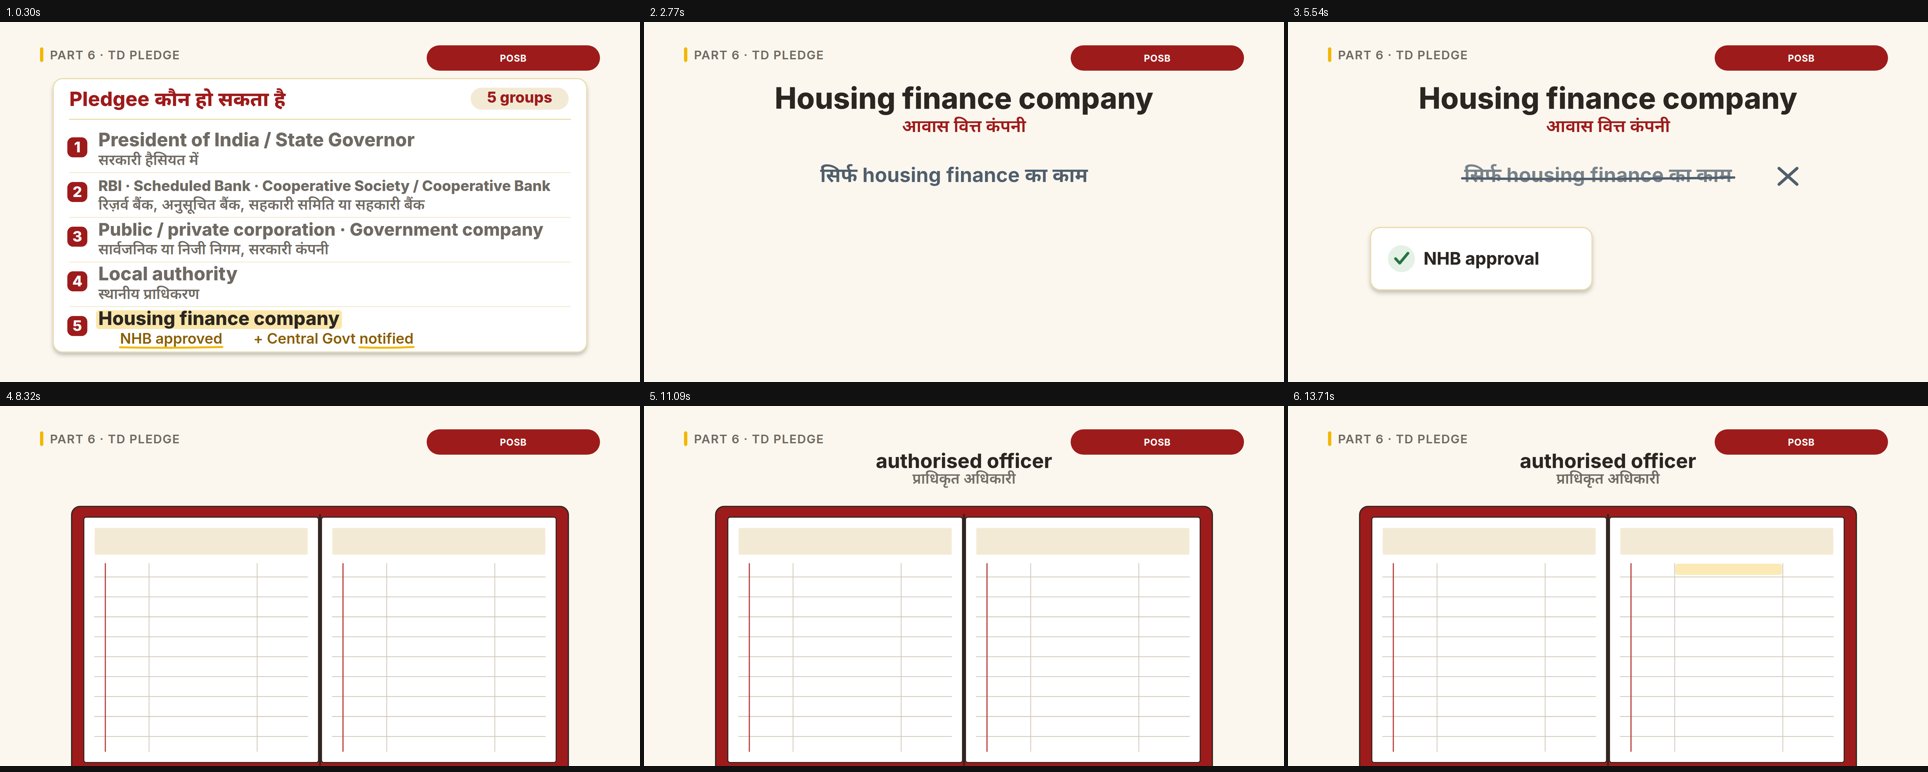 1. 0.30s
PART 6 · TD PLEDGE
POSB
Pledgee कौन हो सकता है
5 groups
1 President of India / State Governor
सरकारी हैसियत में
2 RBI · Scheduled Bank · Cooperative Society / Cooperative Bank
रिज़र्व बैंक, अनुसूचित बैंक, सहकारी समिति या सहकारी बैंक
3 Public / private corporation · Government company
सार्वजनिक या निजी निगम, सरकारी कंपनी
4 Local authority
स्थानीय प्राधिकरण
5 Housing finance company
NHB approved + Central Govt notified
2. 2.77s
PART 6 · TD PLEDGE
POSB
Housing finance company
आवास वित्त कंपनी
सिर्फ housing finance का काम
3. 5.54s
PART 6 · TD PLEDGE
POSB
Housing finance company
आवास वित्त कंपनी
सिर्फ housing finance का काम
NHB approval
4. 8.32s
PART 6 · TD PLEDGE
POSB
5. 11.09s
PART 6 · TD PLEDGE
POSB
authorised officer
प्राधिकृत अधिकारी
6. 13.71s
PART 6 · TD PLEDGE
POSB
authorised officer
प्राधिकृत अधिकारी